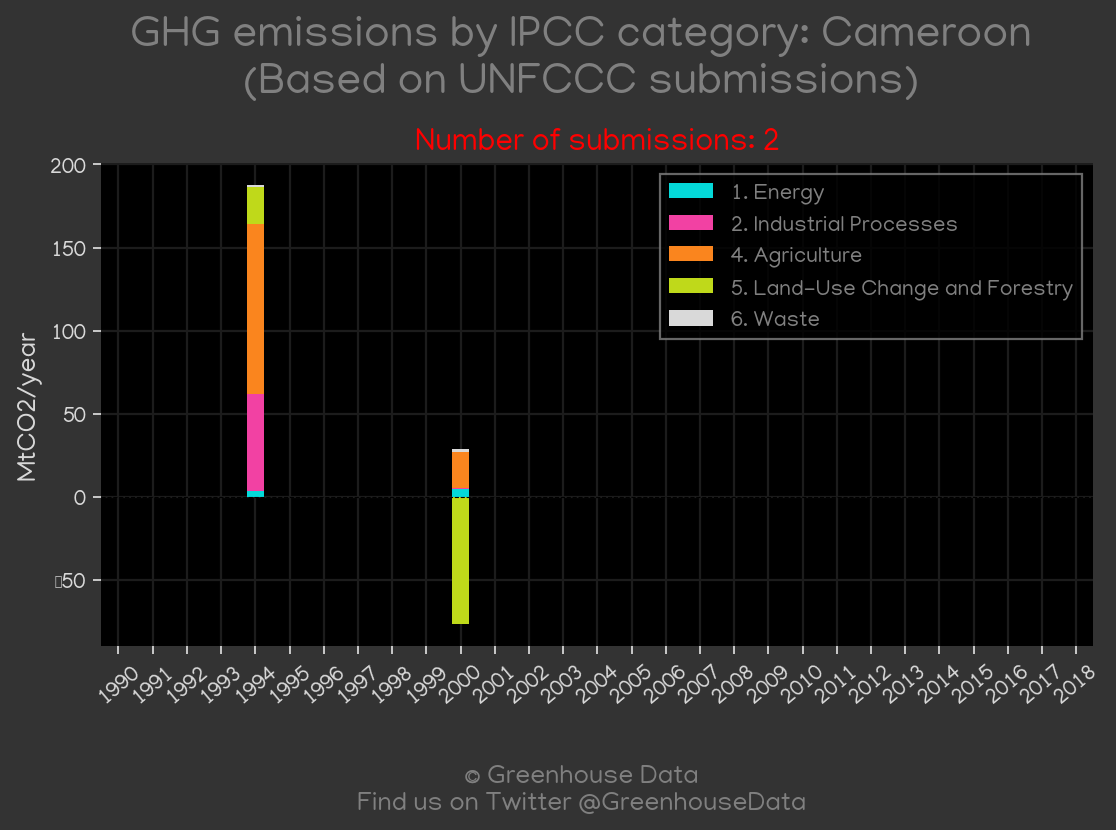 GHG emissions by IPCC category: Cameroon
(Based on UNFCCC submissions)
Number of submissions: 2
MtCO2/year
200
150
100
50
0
▯50
1. Energy
2. Industrial Processes
4. Agriculture
5. Land-Use Change and Forestry
6. Waste
1990 1991 1992 1993 1994 1995 1996 1997 1998 1999 2000 2001 2002 2003 2004 2005 2006 2007 2008 2009 2010 2011 2012 2013 2014 2015 2016 2017 2018
© Greenhouse Data
Find us on Twitter @GreenhouseData